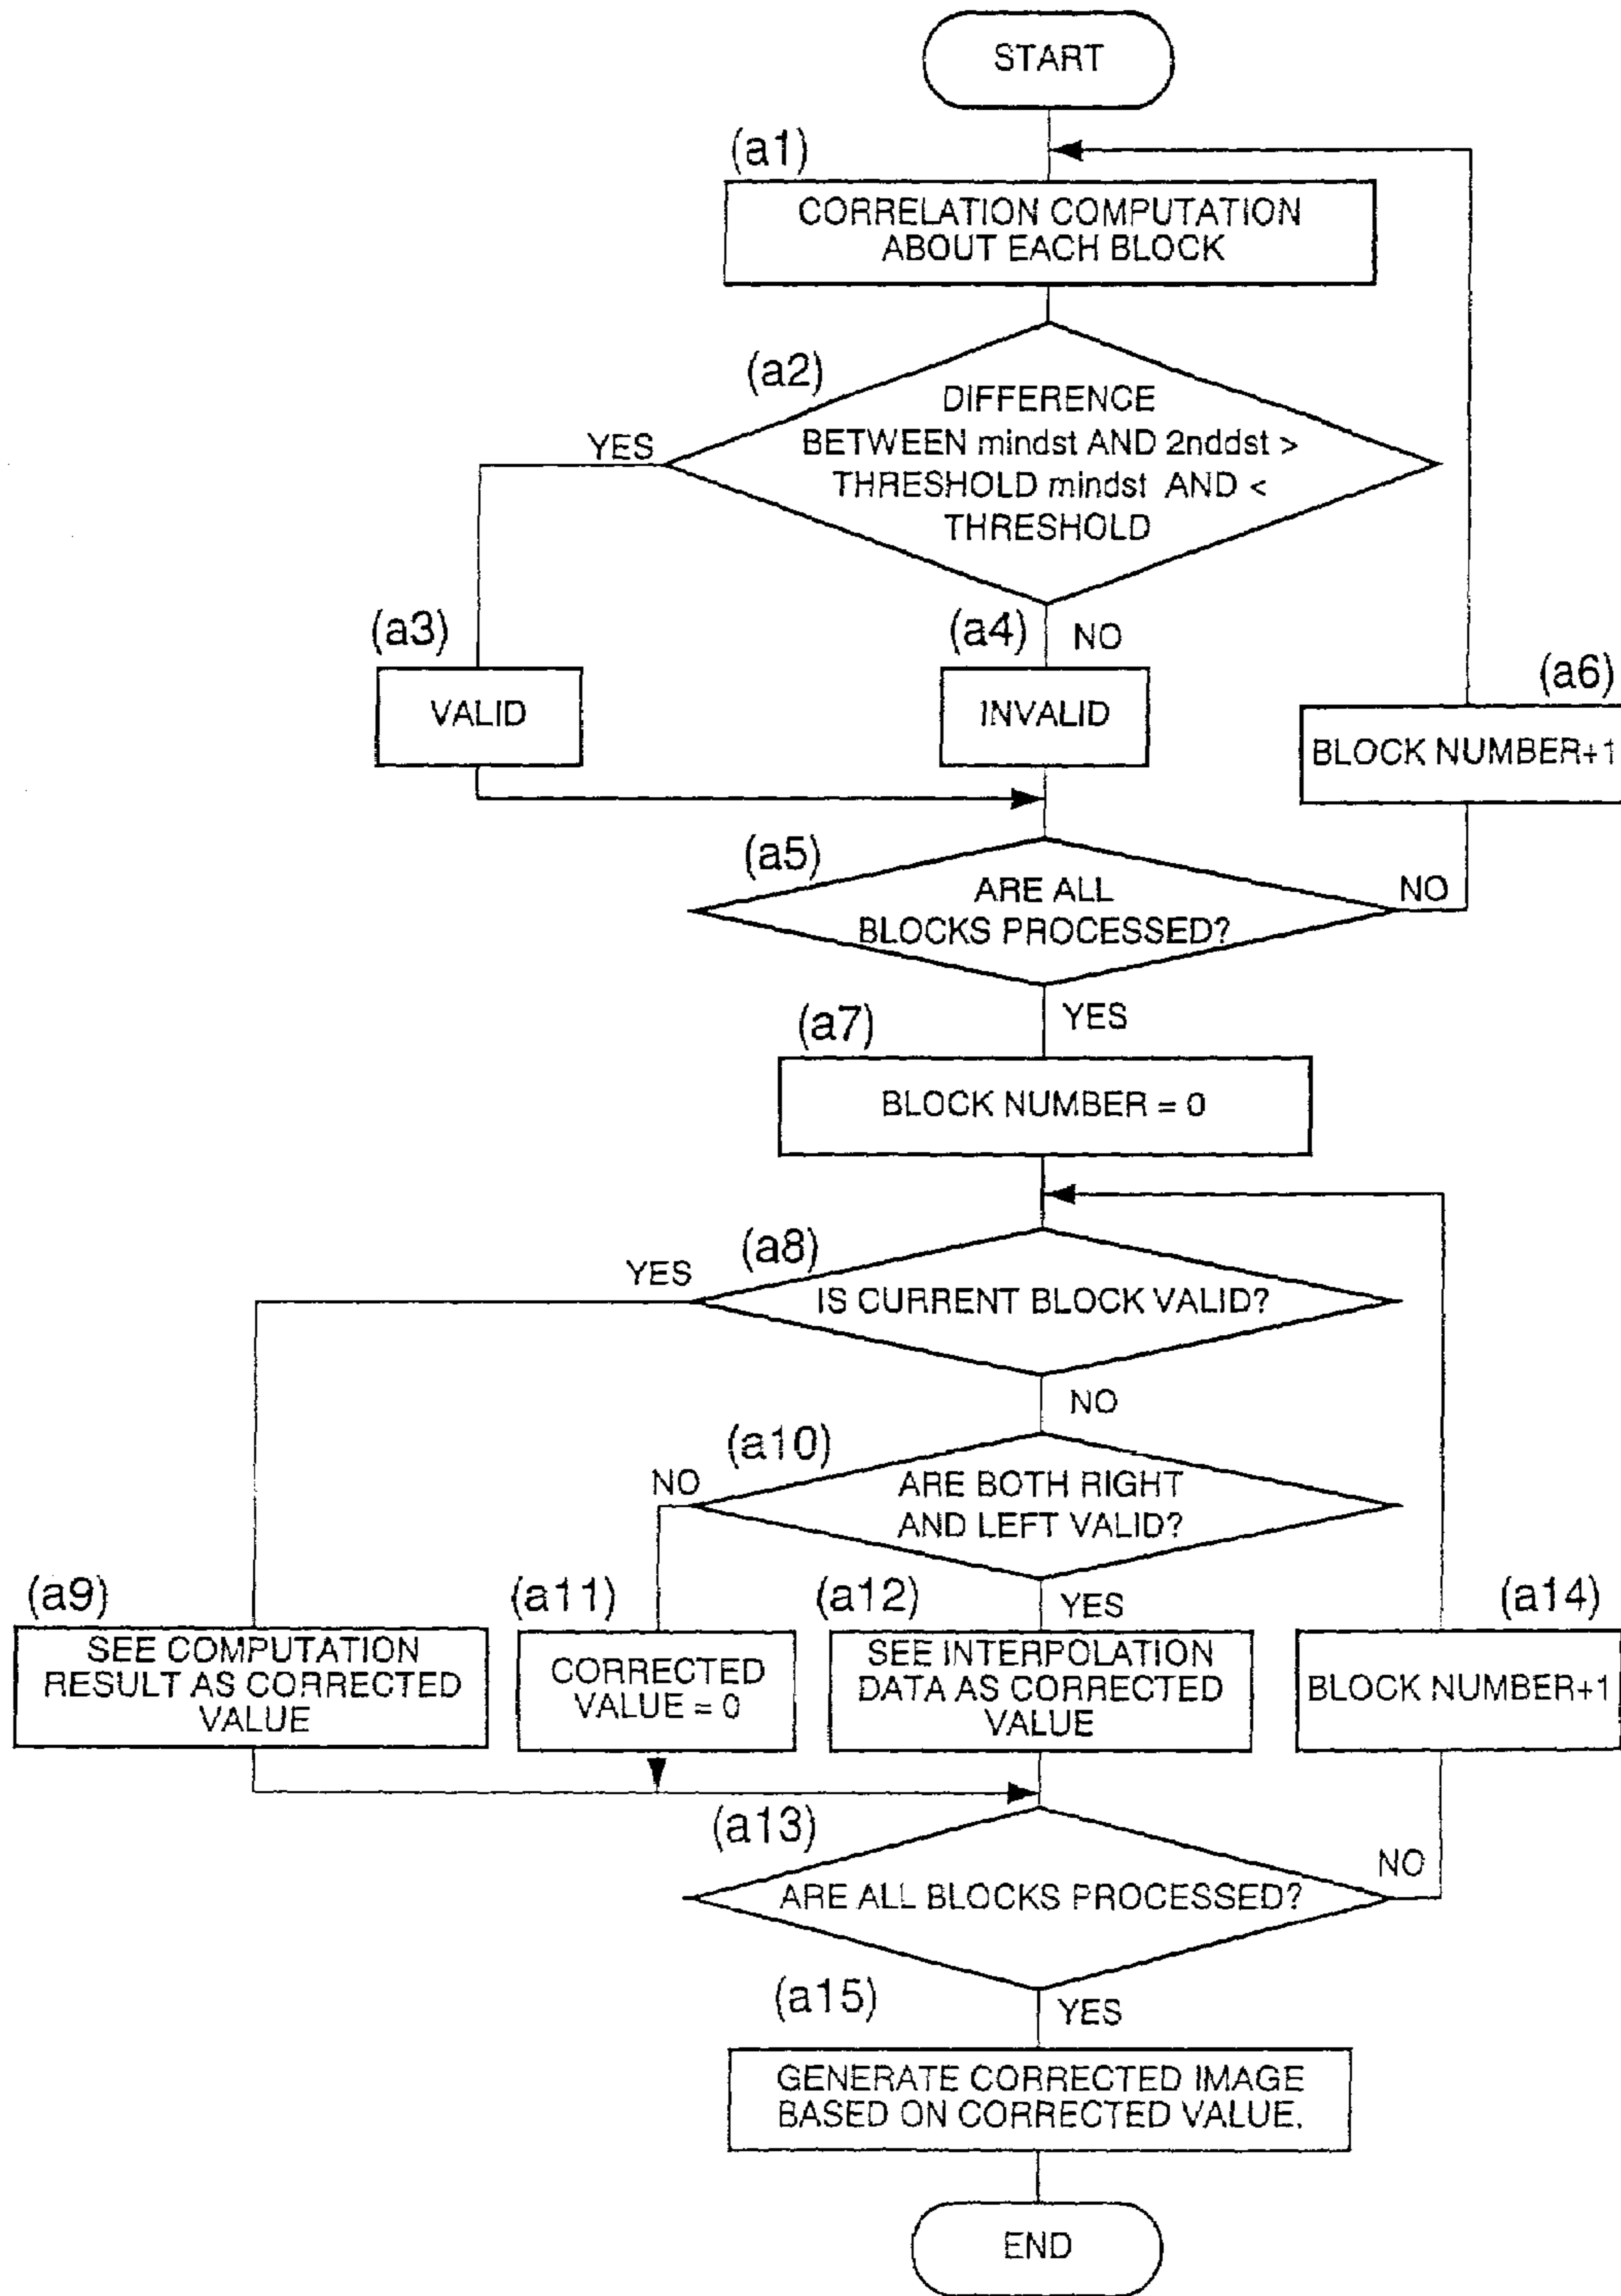 START
(a1)
CORRELATION COMPUTATION
ABOUT EACH BLOCK
(a2)
DIFFERENCE
BETWEEN mindst AND 2nddst >
THRESHOLD mindst AND <
THRESHOLD
YES
NO
(a3)
VALID
(a4)
INVALID
(a6)
BLOCK NUMBER+1
(a5)
ARE ALL
BLOCKS PROCESSED?
NO
YES
(a7)
BLOCK NUMBER = 0
(a8)
YES
IS CURRENT BLOCK VALID?
NO
(a10)
NO
ARE BOTH RIGHT
AND LEFT VALID?
YES
(a9)
SEE COMPUTATION
RESULT AS CORRECTED
VALUE
(a11)
CORRECTED
VALUE = 0
(a12)
SEE INTERPOLATION
DATA AS CORRECTED
VALUE
(a14)
BLOCK NUMBER+1
(a13)
ARE ALL BLOCKS PROCESSED?
NO
YES
(a15)
GENERATE CORRECTED IMAGE
BASED ON CORRECTED VALUE.
END